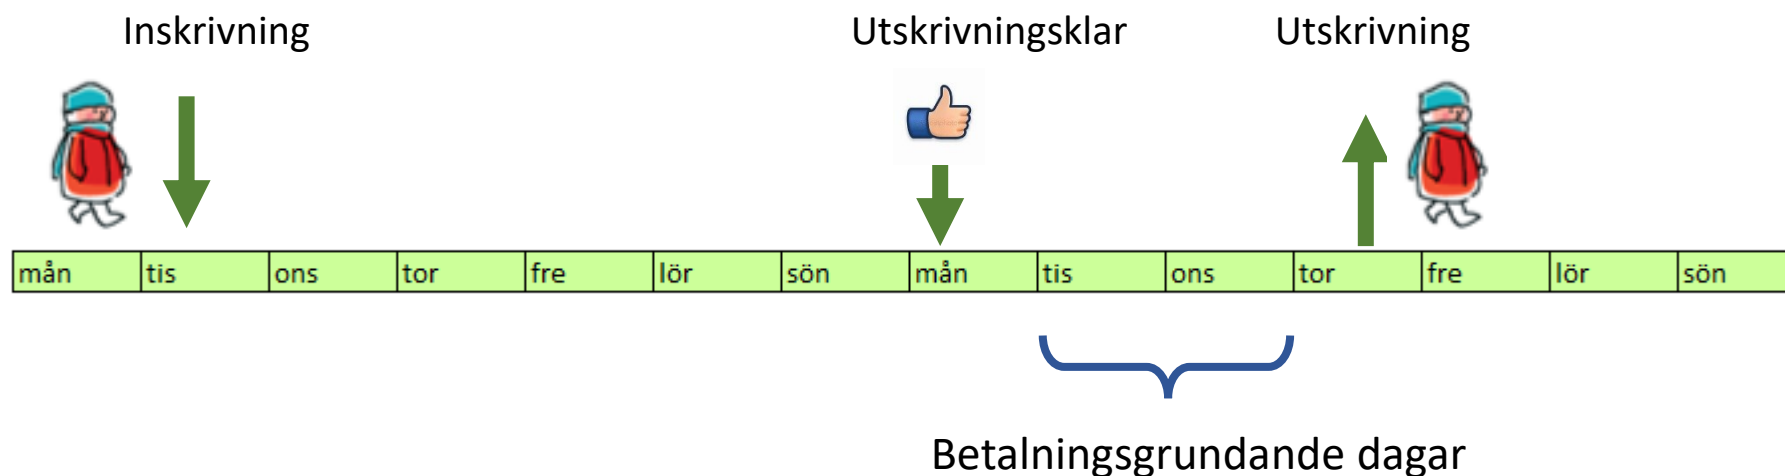 Inskrivning Utskrivningsklar Utskrivning
mån tis ons tor fre lör sön mån tis ons tor fre lör sön
Betalningsgrundande dagar